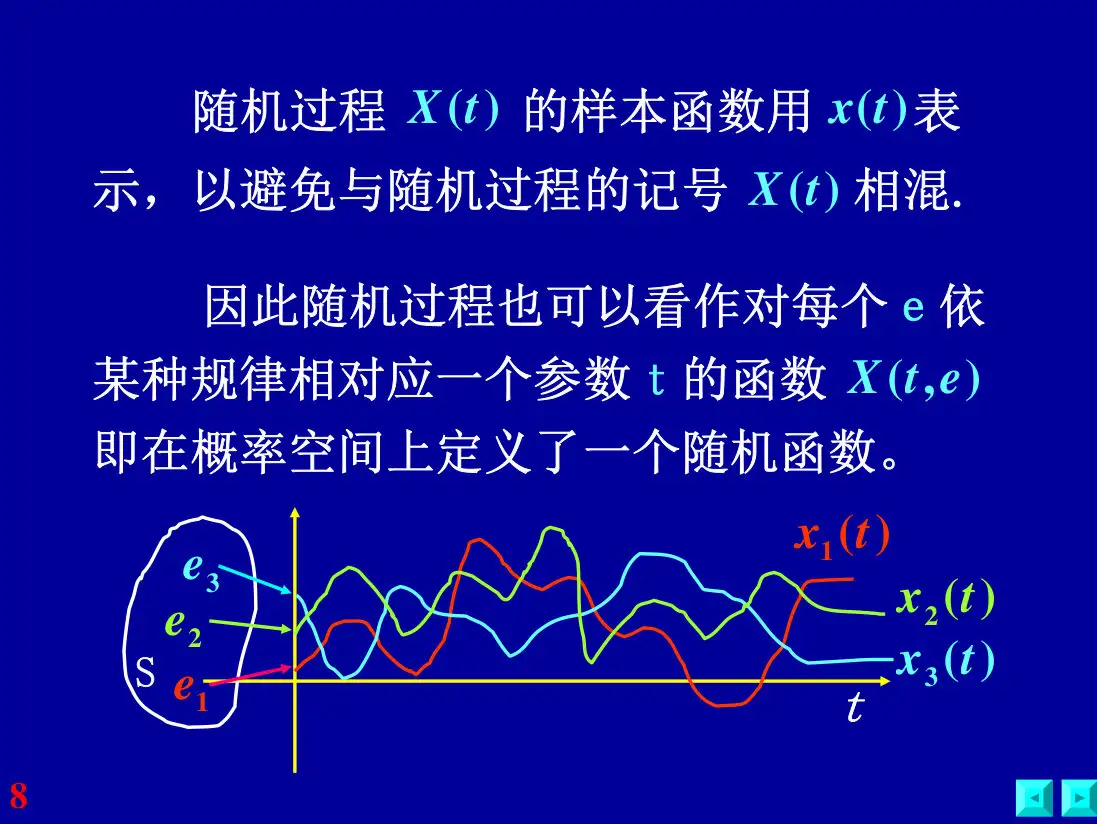 随机过程 X(t) 的样本函数用 x(t)表
示，以避免与随机过程的记号 X(t) 相混.
因此随机过程也可以看作对每个 e 依
某种规律相对应一个参数 t 的函数 X(t,e)
即在概率空间上定义了一个随机函数。
x₁(t)
e₃
x₂(t)
e₂
x₃(t)
S e₁
t
8